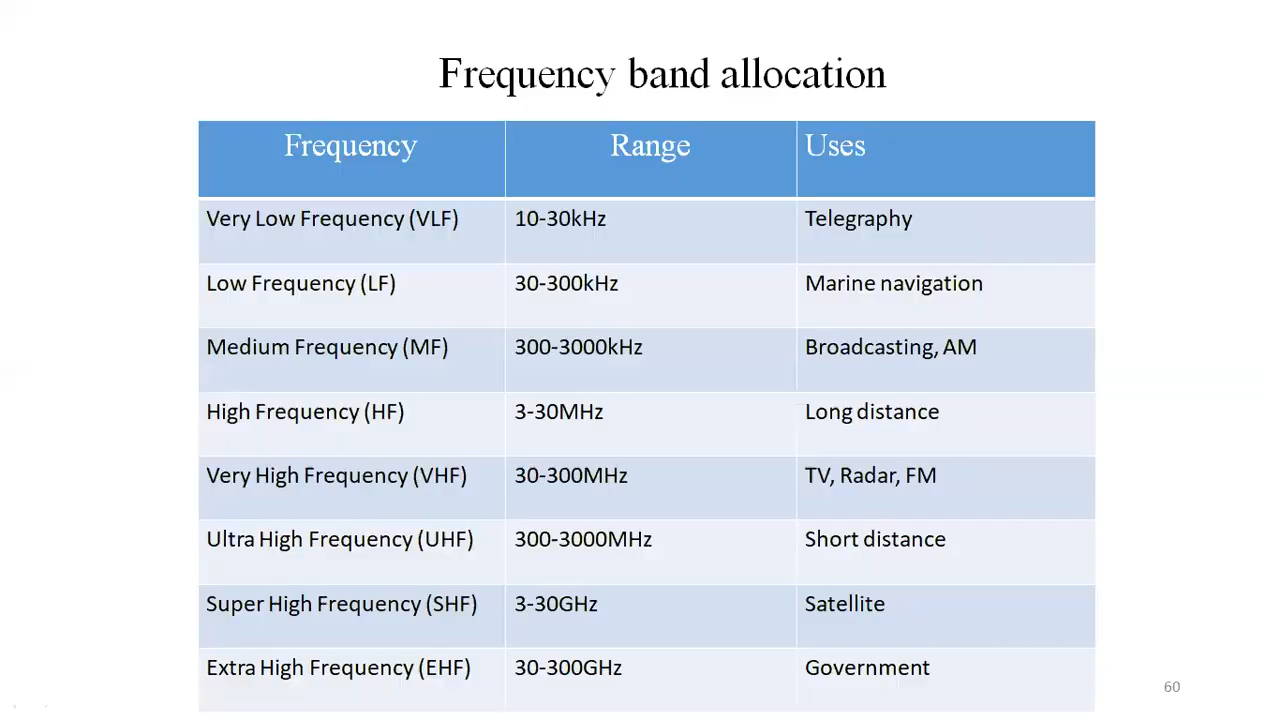 Frequency band allocation
Frequency Range Uses
Very Low Frequency (VLF) 10-30kHz Telegraphy
Low Frequency (LF) 30-300kHz Marine navigation
Medium Frequency (MF) 300-3000kHz Broadcasting, AM
High Frequency (HF) 3-30MHz Long distance
Very High Frequency (VHF) 30-300MHz TV, Radar, FM
Ultra High Frequency (UHF) 300-3000MHz Short distance
Super High Frequency (SHF) 3-30GHz Satellite
Extra High Frequency (EHF) 30-300GHz Government
60